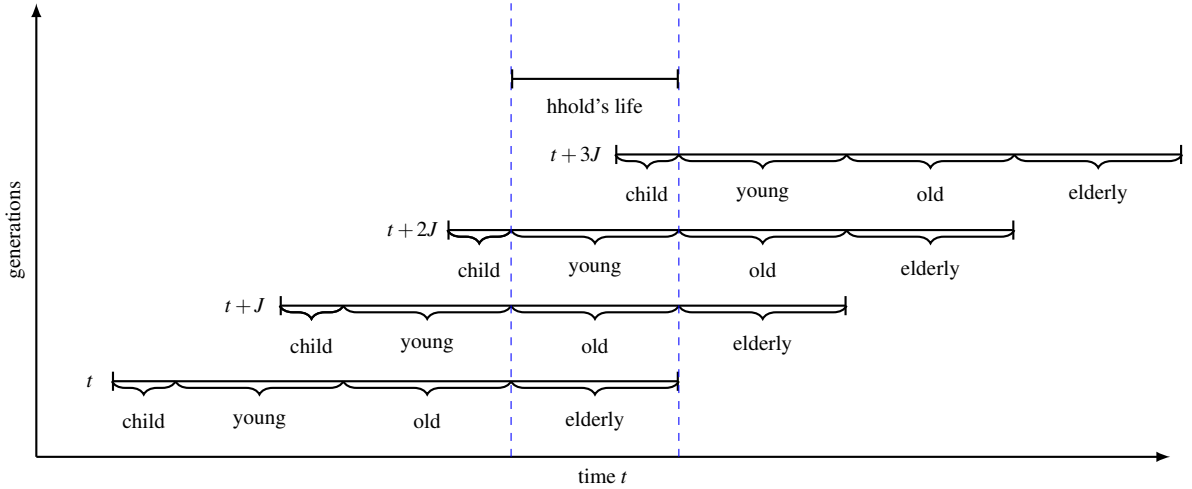 hhold's life
t + 3J
child young old elderly
t + 2J
child young old elderly
t + J
child young old elderly
t
child young old elderly
generations
time t